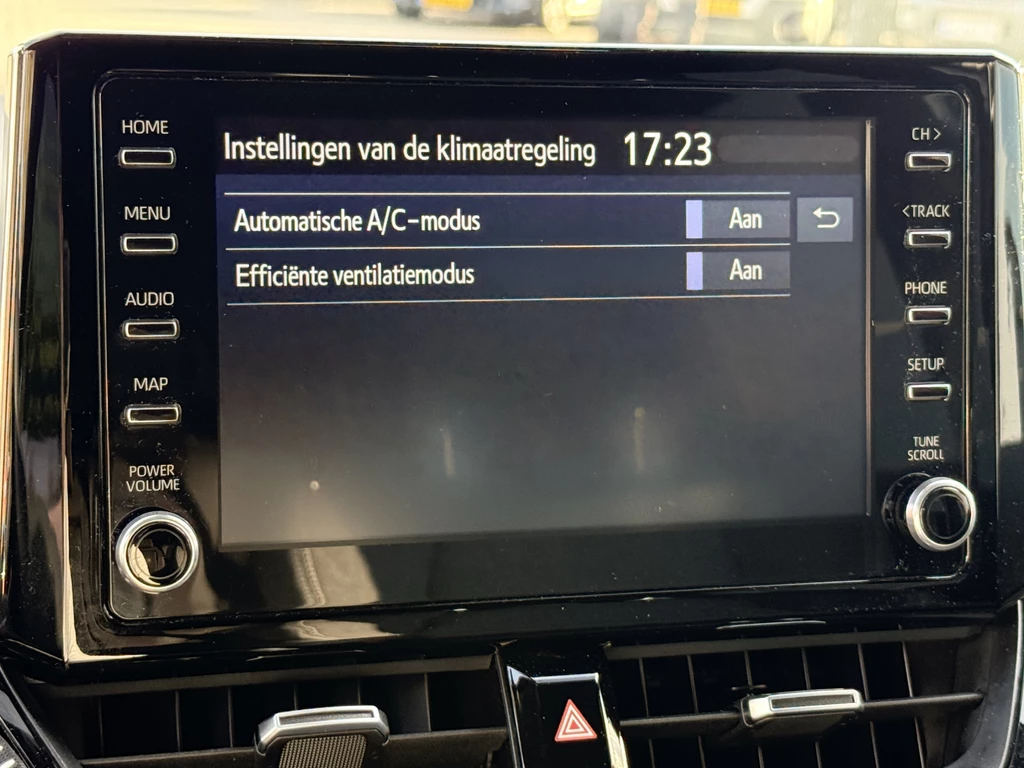 HOME
MENU
AUDIO
MAP
POWER
VOLUME
Instellingen van de klimaatregeling 17:23
Automatische A/C-modus Aan
Efficiënte ventilatiemodus Aan
CH >
< TRACK
PHONE
SETUP
TUNE
SCROLL